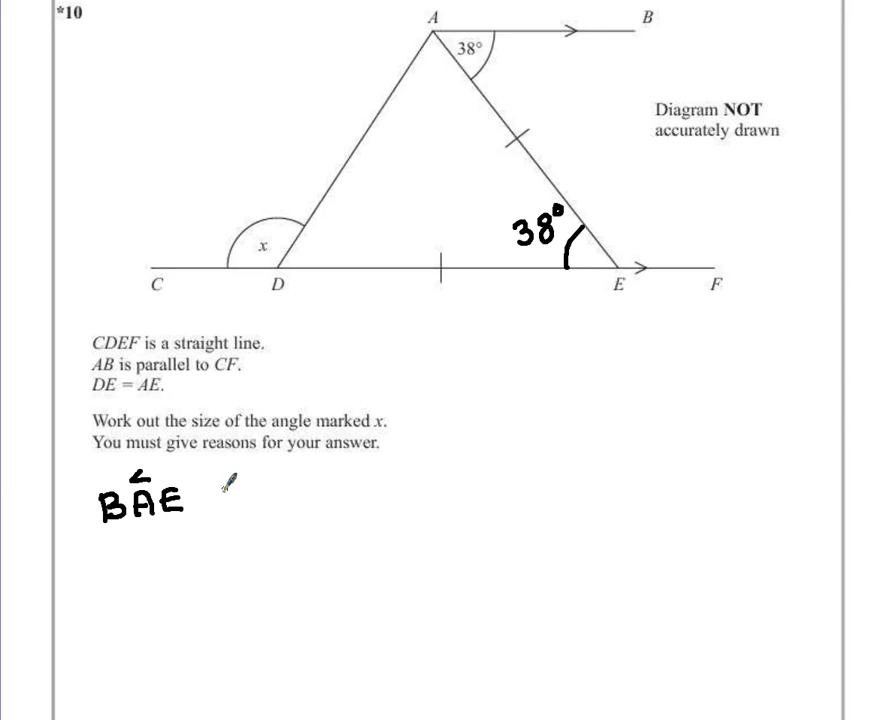 *10
A
B
38°
Diagram NOT
accurately drawn
38°
x
C
D
E
F
CDEF is a straight line.
AB is parallel to CF.
DE = AE.
Work out the size of the angle marked x.
You must give reasons for your answer.
BAE